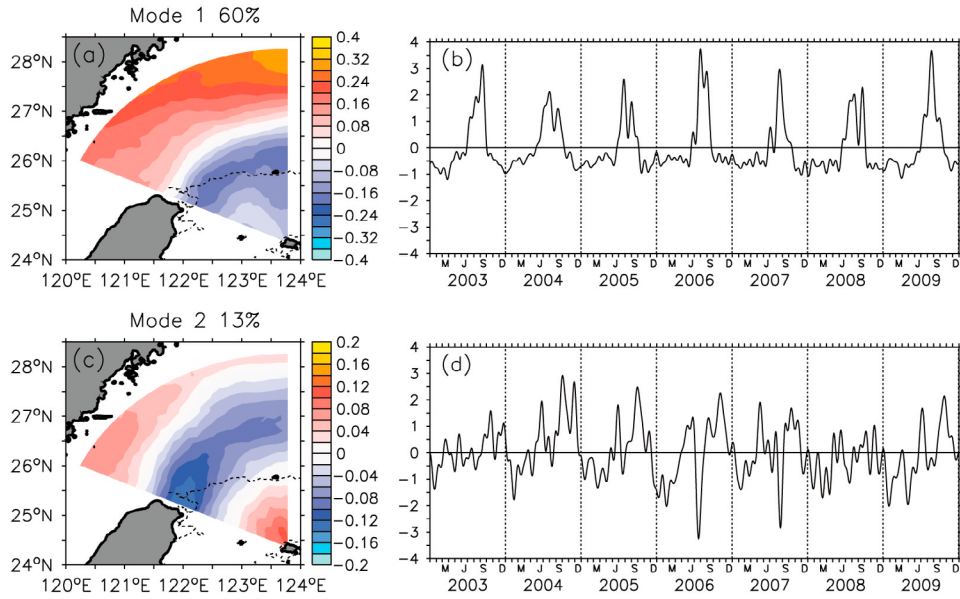 Mode 1 60%
(a)
28°N
27°N
26°N
25°N
24°N
120°E 121°E 122°E 123°E 124°E
0.4
0.32
0.24
0.16
0.08
0
-0.08
-0.16
-0.24
-0.32
-0.4
(b)
4
3
2
1
0
-1
-2
-3
-4
M J S D M J S D M J S D M J S D M J S D M J S D M J S D
2003 2004 2005 2006 2007 2008 2009
Mode 2 13%
(c)
28°N
27°N
26°N
25°N
24°N
120°E 121°E 122°E 123°E 124°E
0.2
0.16
0.12
0.08
0.04
0
-0.04
-0.08
-0.12
-0.16
-0.2
(d)
4
3
2
1
0
-1
-2
-3
-4
M J S D M J S D M J S D M J S D M J S D M J S D M J S D
2003 2004 2005 2006 2007 2008 2009